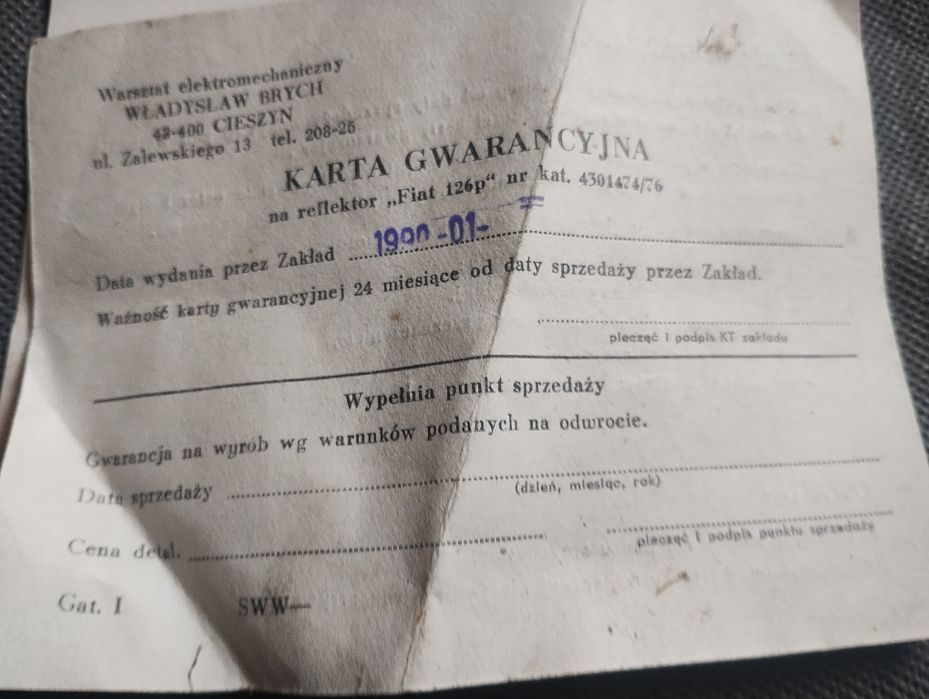 Warsztat elektromechaniczny
WŁADYSŁAW BRYCH
43-400 CIESZYN
ul. Zalewskiego 13 tel. 208-25
KARTA GWARANCYJNA
na reflektor „Fiat 126p“ nr kat. 4301474/76
Data wydania przez Zakład 1990-01-
Ważność karty gwarancyjnej 24 miesiące od daty sprzedaży przez Zakład.
pieczęć i podpis KT zakładu
Wypełnia punkt sprzedaży
Gwarancja na wyrób wg warunków podanych na odwrocie.
Data sprzedaży
(dzień, miesiąc, rok)
Cena detal.
pieczęć i podpis punktu sprzedaży
Gat. I SWW—